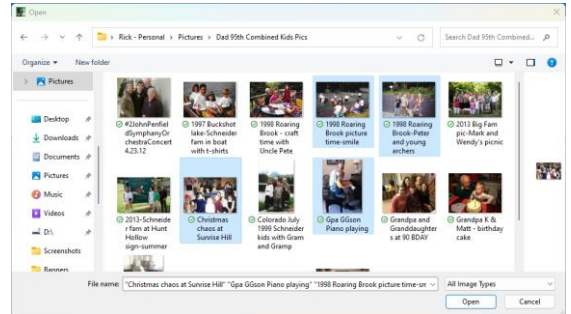 Open
Rick - Personal > Pictures > Dad 95th Combined Kids Pics
Search Dad 95th Combined...
Organize
New folder
Pictures
Desktop
Downloads
Documents
Pictures
Music
Videos
D:\
Screenshots
Banners
#2JohnPenfiel
dSymphanyOr
chestraConcert
4.23.12
1997 Buckshot
lake-Schneider
fam in boat
with t-shirts
1998 Roaring
Brook - craft
time with
Uncle Pete
1998 Roaring
Brook picture
time-smile
1998 Roaring
Brook-Peter
and young
archers
2013 Big Fam
pic-Mark and
Wendy's picnic
2013-Schneide
r fam at Hunt
Hollow
sign-summer
Christmas
chaos at
Sunrise Hill
Colorado July
1999 Schneider
kids with Gram
and Gramp
Gpa GGson
Piano playing
Grandpa and
Granddaughter
s at 90 BDAY
Grandpa K &
Matt - birthday
cake
File name: "Christmas chaos at Sunrise Hill" "Gpa GGson Piano playing" "1998 Roaring Brook picture time-sm
All Image Types
Open
Cancel